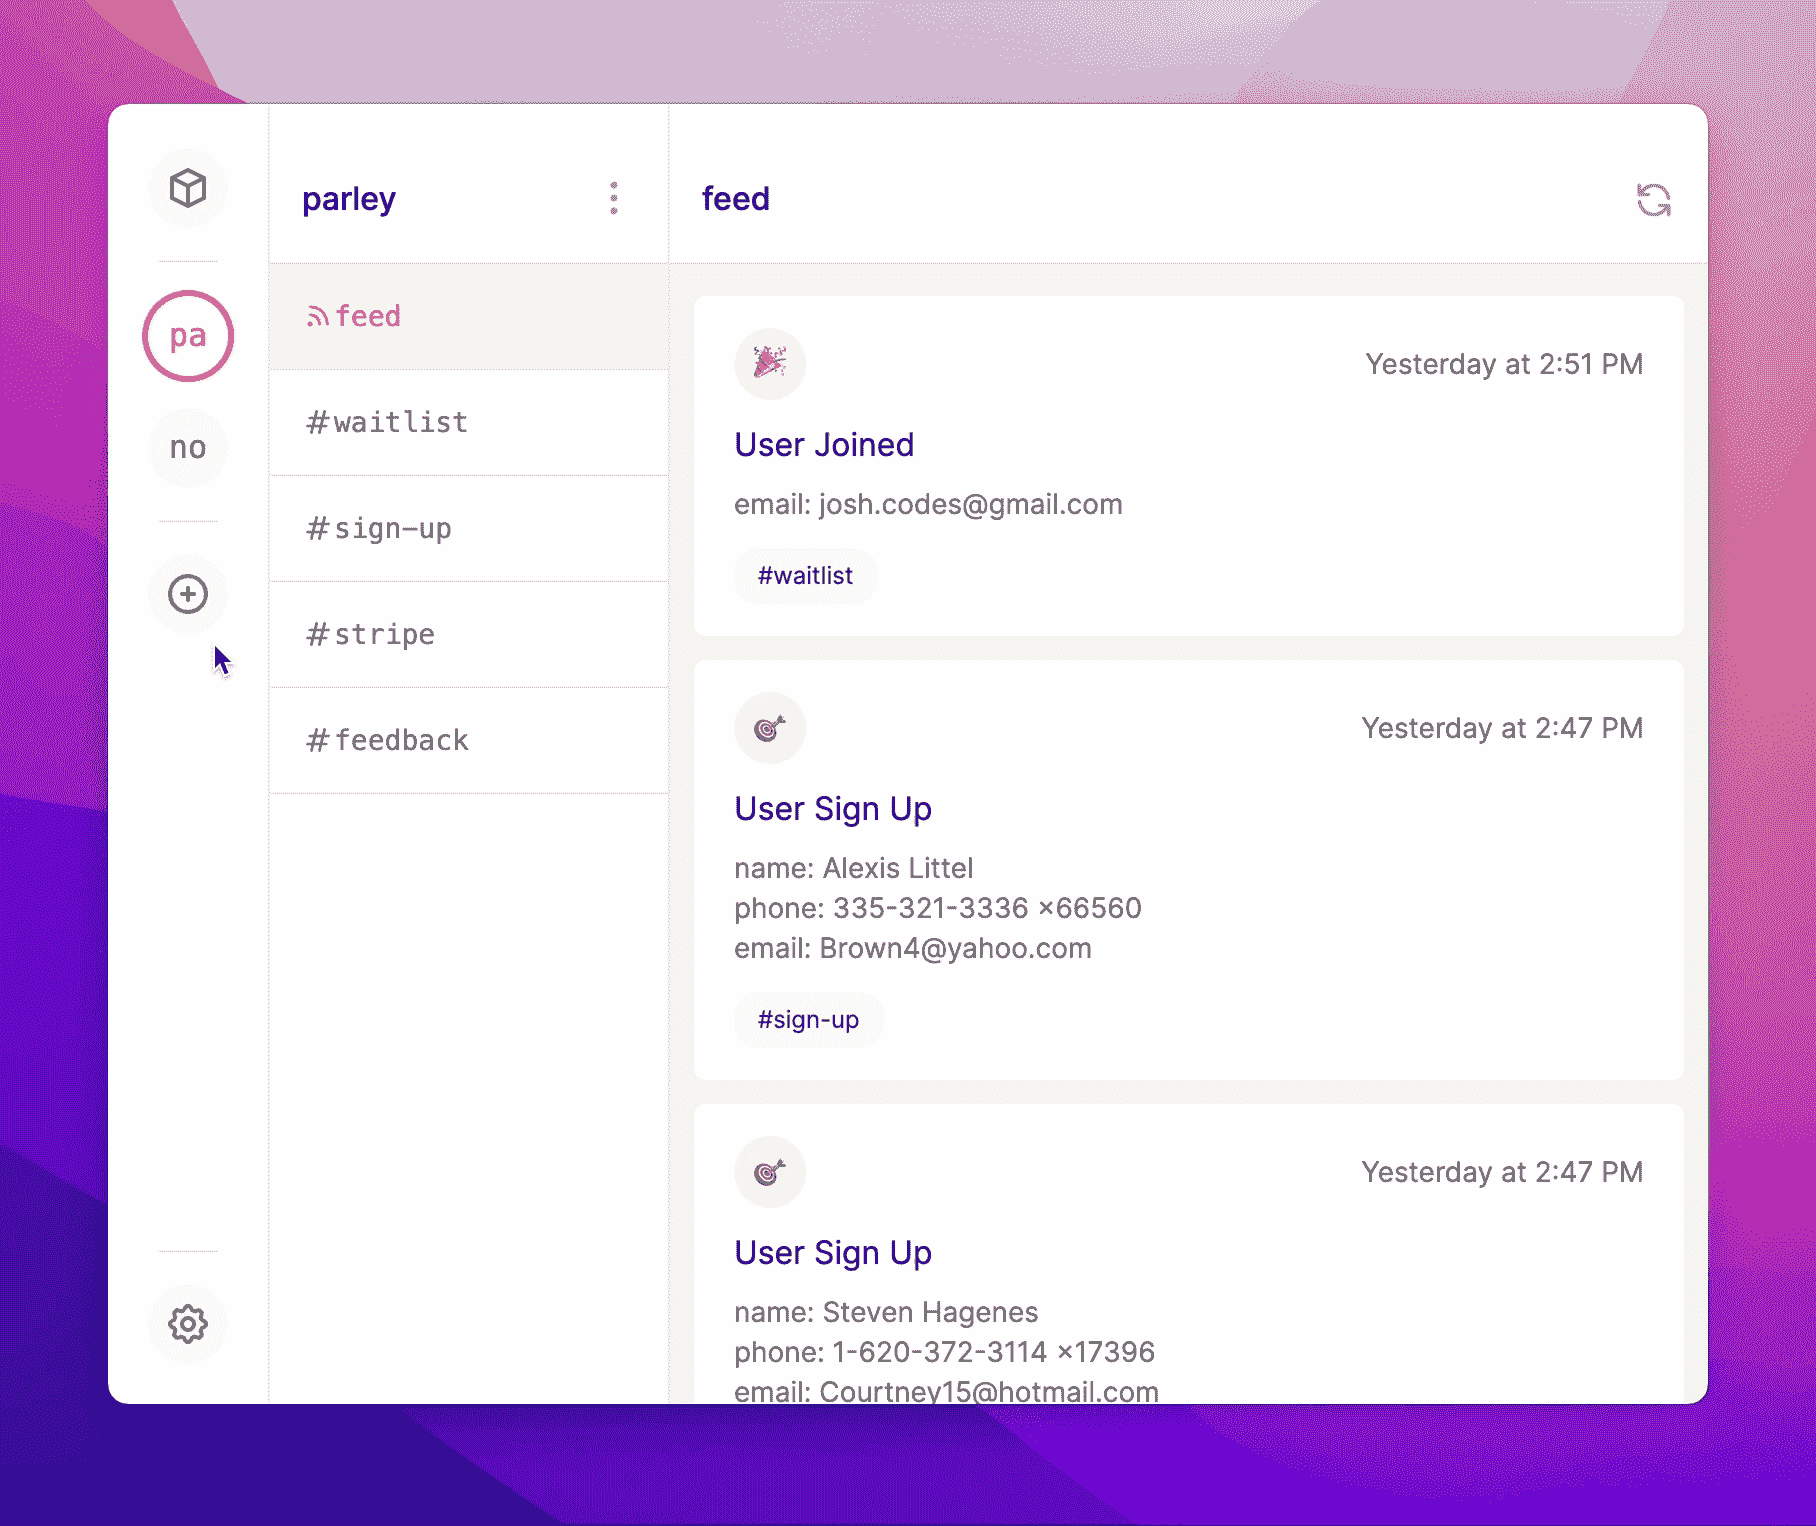 pa
no
parley
feed
#waitlist
#sign-up
#stripe
#feedback
feed
Yesterday at 2:51 PM
User Joined
email: josh.codes@gmail.com
#waitlist
Yesterday at 2:47 PM
User Sign Up
name: Alexis Littel
phone: 335-321-3336 x66560
email: Brown4@yahoo.com
#sign-up
Yesterday at 2:47 PM
User Sign Up
name: Steven Hagenes
phone: 1-620-372-3114 x17396
email: Courtney15@hotmail.com